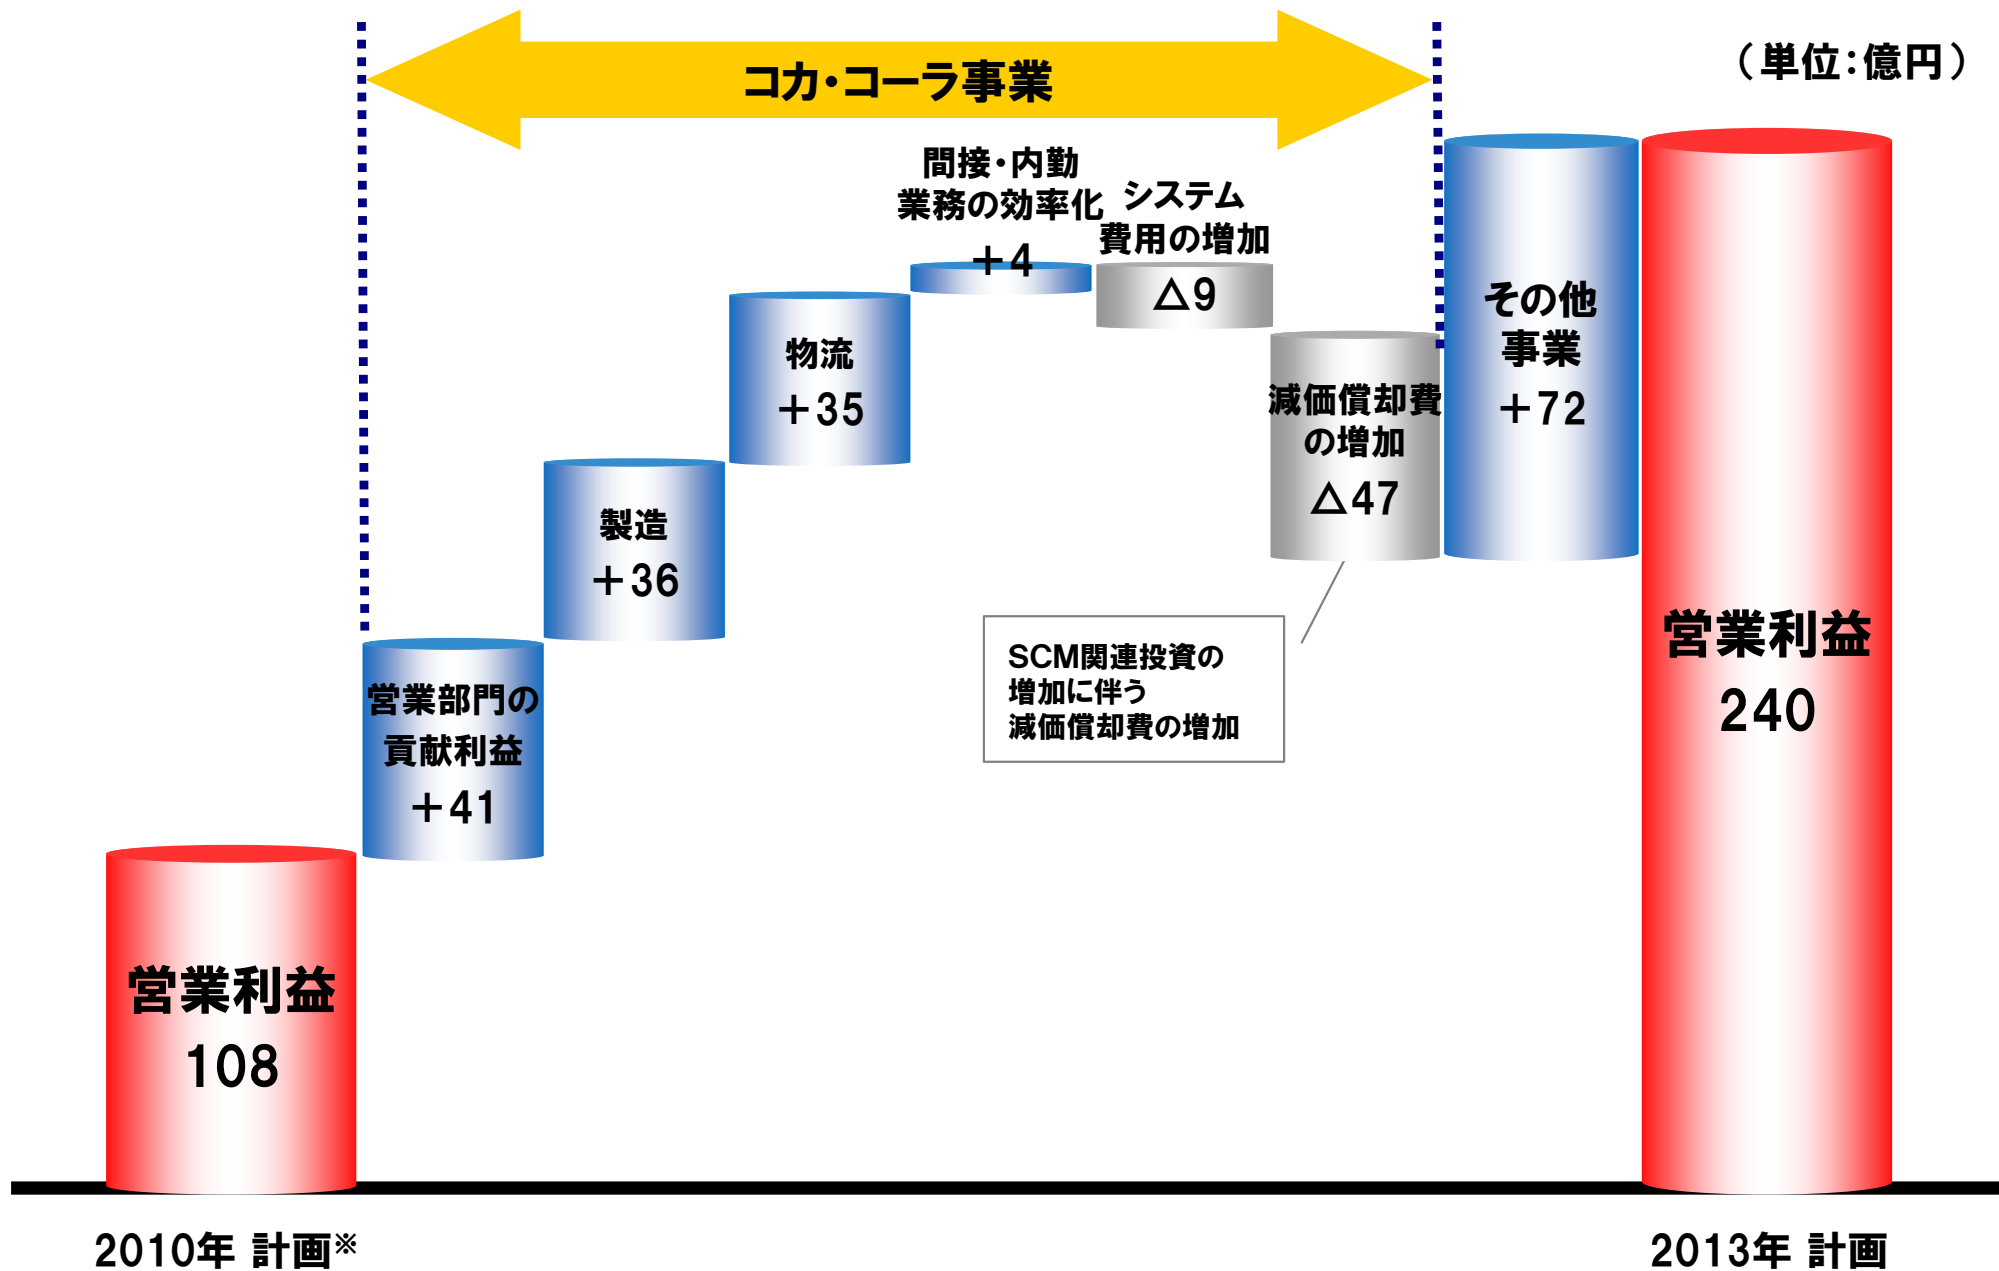 コカ・コーラ事業
（単位：億円）
間接・内勤
業務の効率化
＋4
システム
費用の増加
△9
物流
＋35
その他
事業
＋72
減価償却費
の増加
△47
製造
＋36
営業部門の
貢献利益
＋41
SCM関連投資の
増加に伴う
減価償却費の増加
営業利益
240
営業利益
108
2010年 計画※
2013年 計画